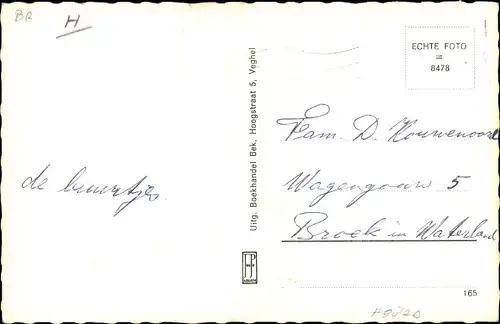 BR
H
ECHTE FOTO
8478
de buurtjes.
Uitg. Boekhandel Bek, Hoogstraat 5, Veghel
Fam. D. Kouwenoord
Wagengouw 5
Broek in Waterland
165